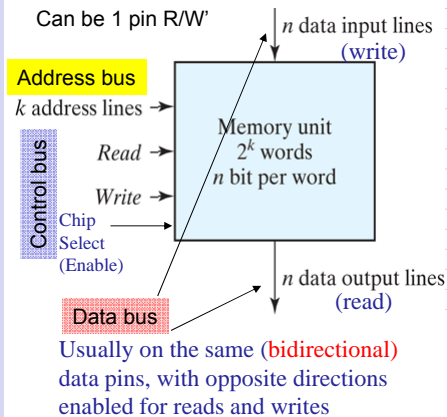 Can be 1 pin R/W'
n data input lines
(write)
Address bus
k address lines
Memory unit
2^k words
n bit per word
Control bus
Read
Write
Chip
Select
(Enable)
n data output lines
(read)
Data bus
Usually on the same (bidirectional)
data pins, with opposite directions
enabled for reads and writes